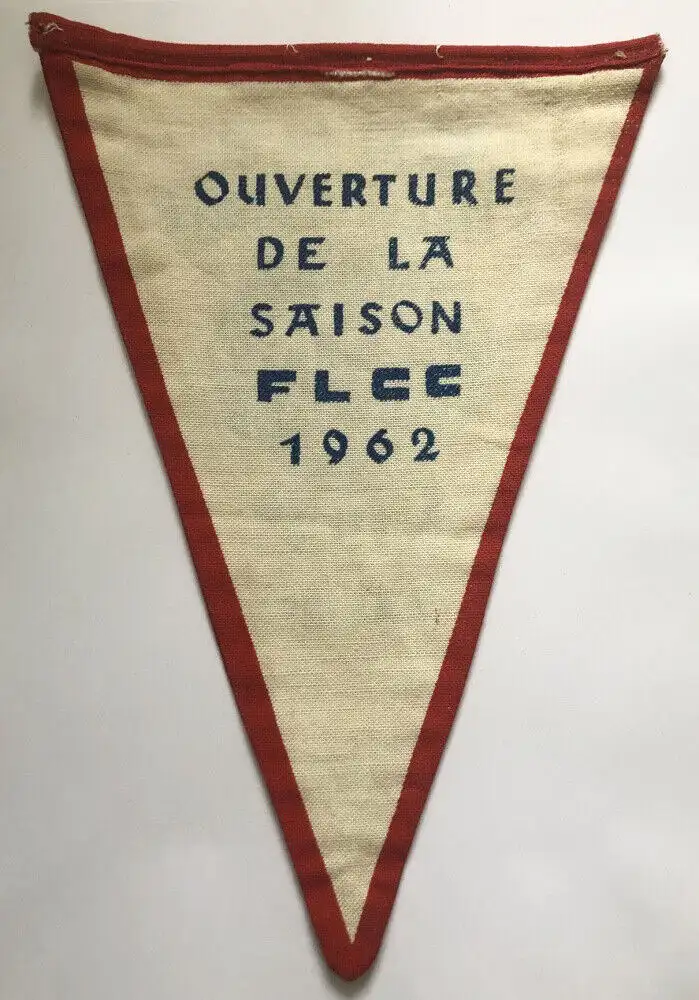 OUVERTURE
DE LA
SAISON
FLCC
1962